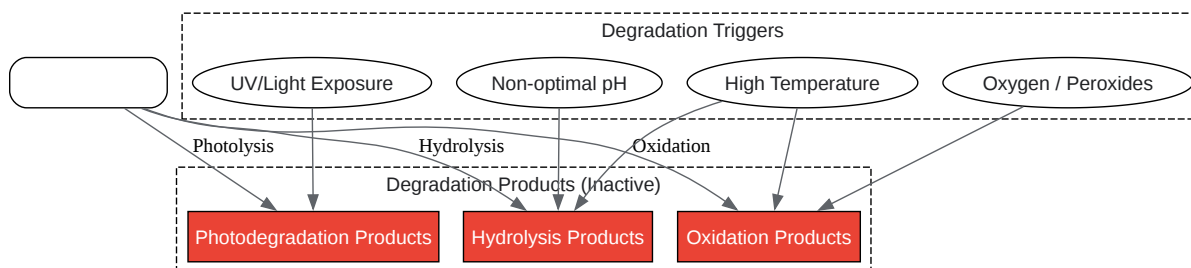 Degradation Triggers
UV/Light Exposure
Non-optimal pH
High Temperature
Oxygen / Peroxides
Photolysis
Hydrolysis
Oxidation
Degradation Products (Inactive)
Photodegradation Products
Hydrolysis Products
Oxidation Products